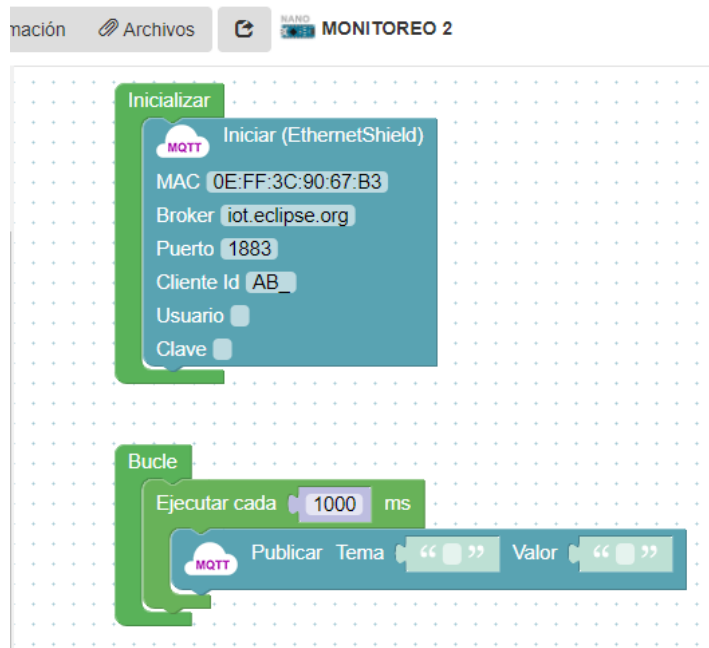 mación Archivos NANO MONITOREO 2
Inicializar
MQTT Iniciar (EthernetShield)
MAC 0E:FF:3C:90:67:B3
Broker iot.eclipse.org
Puerto 1883
Cliente Id AB_
Usuario
Clave
Bucle
Ejecutar cada 1000 ms
MQTT Publicar Tema “ ” Valor “ ”